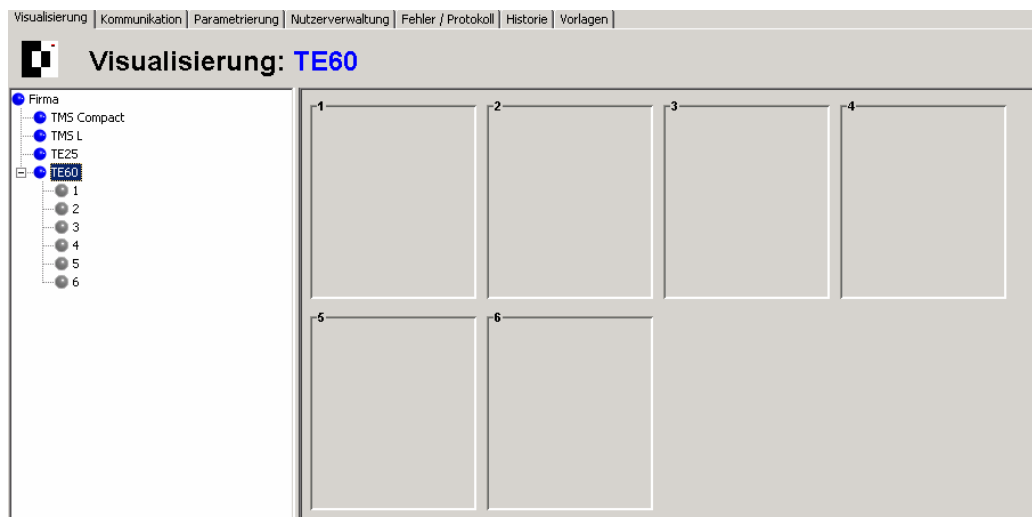 Visualisierung Kommunikation Parametrierung Nutzerverwaltung Fehler / Protokoll Historie Vorlagen
Visualisierung: TE60
Firma
TMS Compact
TMS L
TE25
TE60
1
2
3
4
5
6
1 2 3 4
5 6